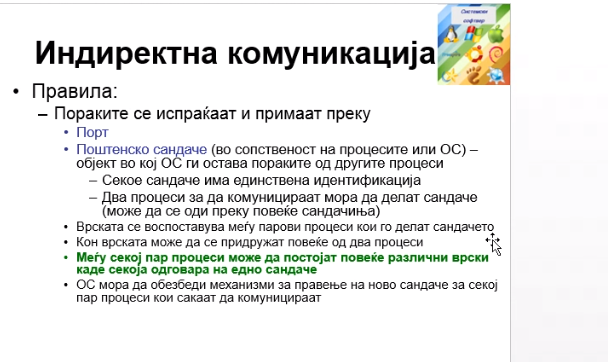 Системски
софтвер
Индиректна комуникација
• Правила:
– Пораките се испраќаат и примаат преку
• Порт
• Поштенско сандаче (во сопственост на процесите или ОС) –
објект во кој ОС ги остава пораките од другите процеси
– Секое сандаче има единствена идентификација
– Два процеси за да комуницираат мора да делат сандаче
(може да се оди преку повеќе сандачиња)
• Врската се воспоставува меѓу парови процеси кои го делат сандачето
• Кон врската може да се придружат повеќе од два процеси
• Меѓу секој пар процеси може да постојат повеќе различни врски
каде секоја одговара на едно сандаче
• ОС мора да обезбеди механизми за правење на ново сандаче за секој
пар процеси кои сакаат да комуницираат